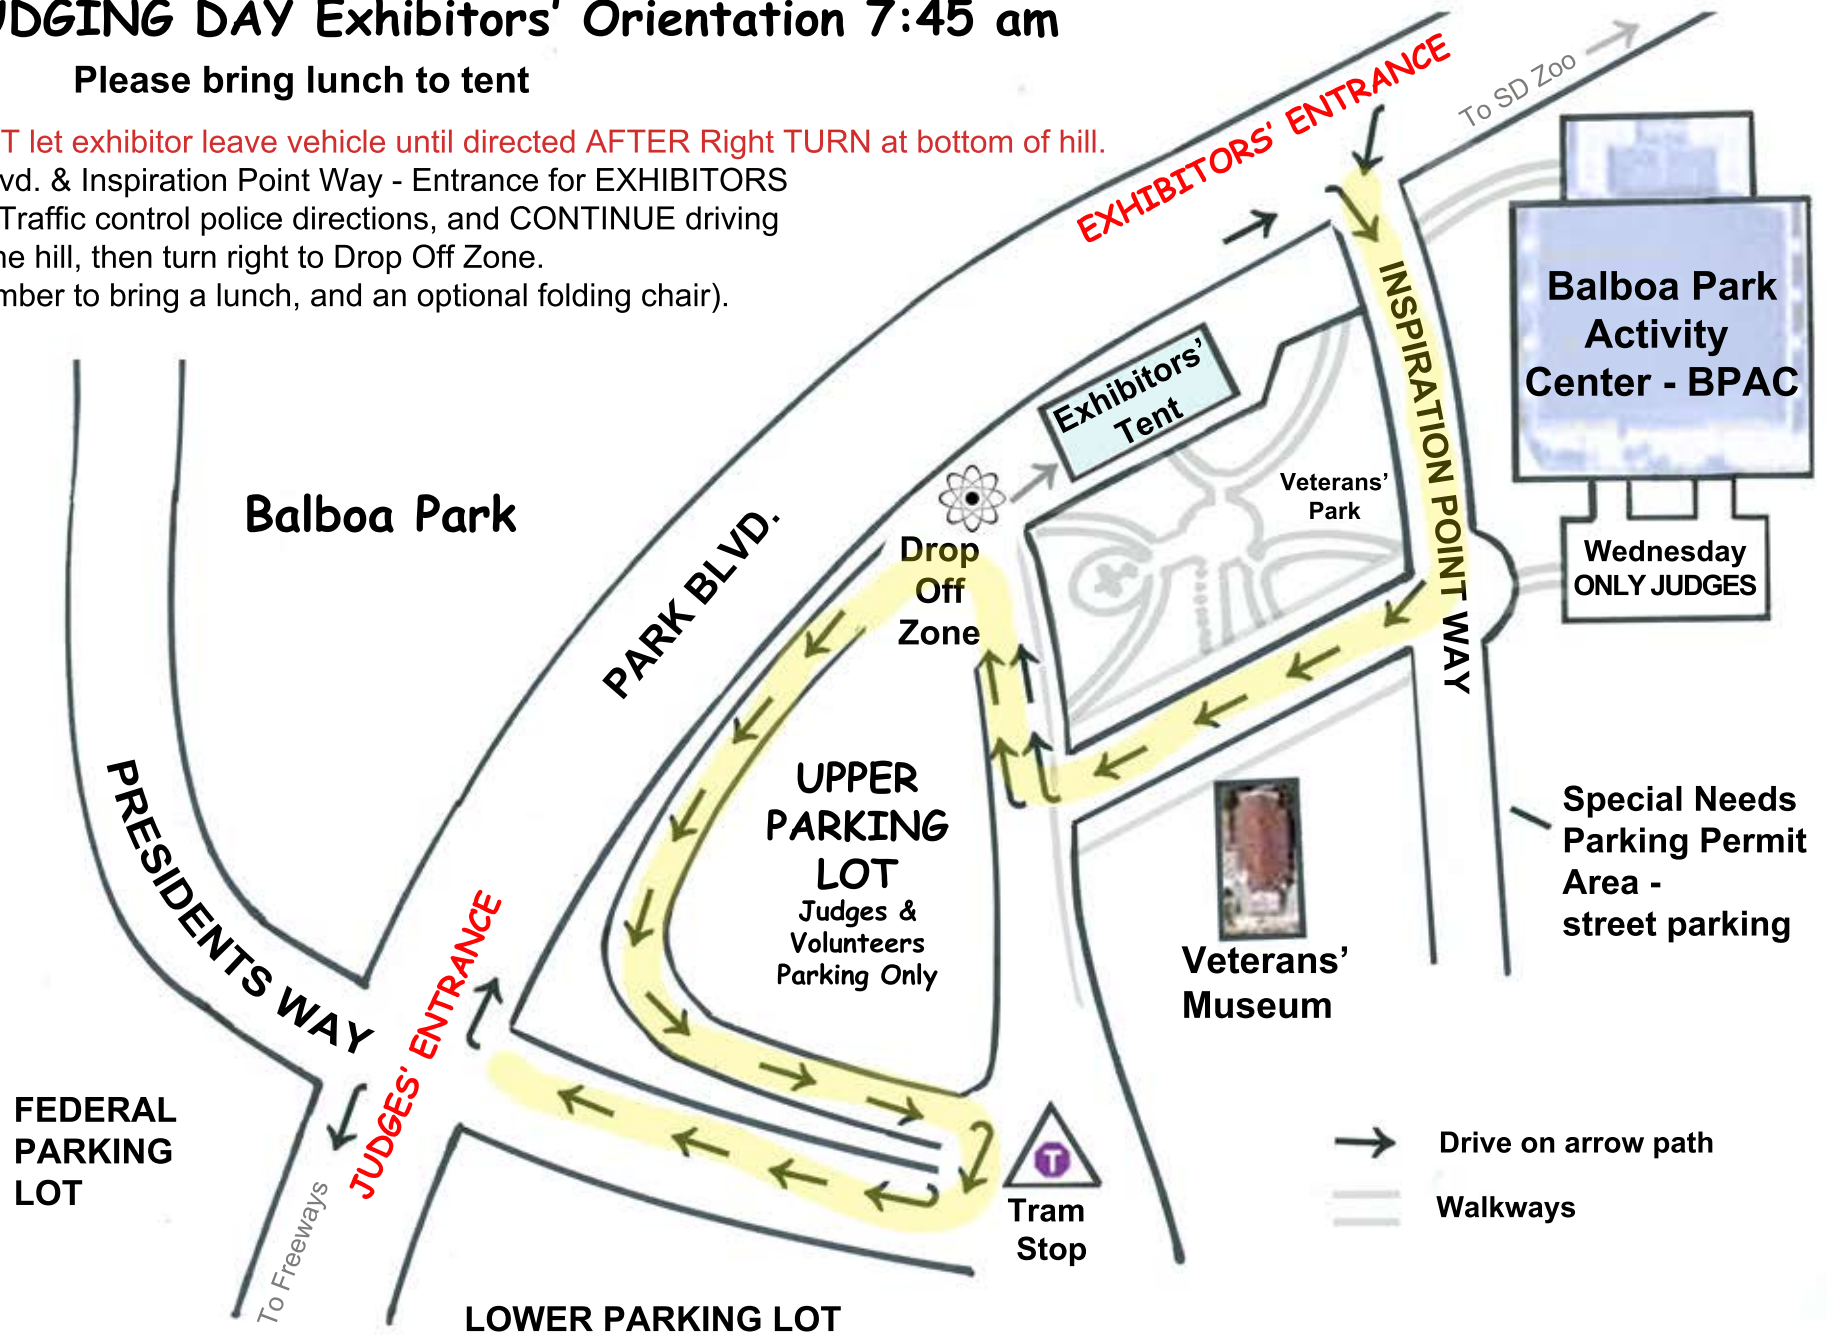 UDGING DAY Exhibitors' Orientation 7:45 am
Please bring lunch to tent
T let exhibitor leave vehicle until directed AFTER Right TURN at bottom of hill.
vd. & Inspiration Point Way - Entrance for EXHIBITORS
Traffic control police directions, and CONTINUE driving
he hill, then turn right to Drop Off Zone.
mber to bring a lunch, and an optional folding chair).
EXHIBITORS' ENTRANCE
To SD Zoo
Balboa Park
Activity
Center - BPAC
INSPIRATION POINT WAY
Exhibitors'
Tent
Veterans'
Park
Balboa Park
PARK BLVD.
Drop
Off
Zone
Wednesday
ONLY JUDGES
PRESIDENTS WAY
UPPER
PARKING
LOT
Judges &
Volunteers
Parking Only
Special Needs
Parking Permit
Area -
street parking
Veterans'
Museum
JUDGES' ENTRANCE
FEDERAL
PARKING
LOT
To Freeways
T
Tram
Stop
Drive on arrow path
Walkways
LOWER PARKING LOT